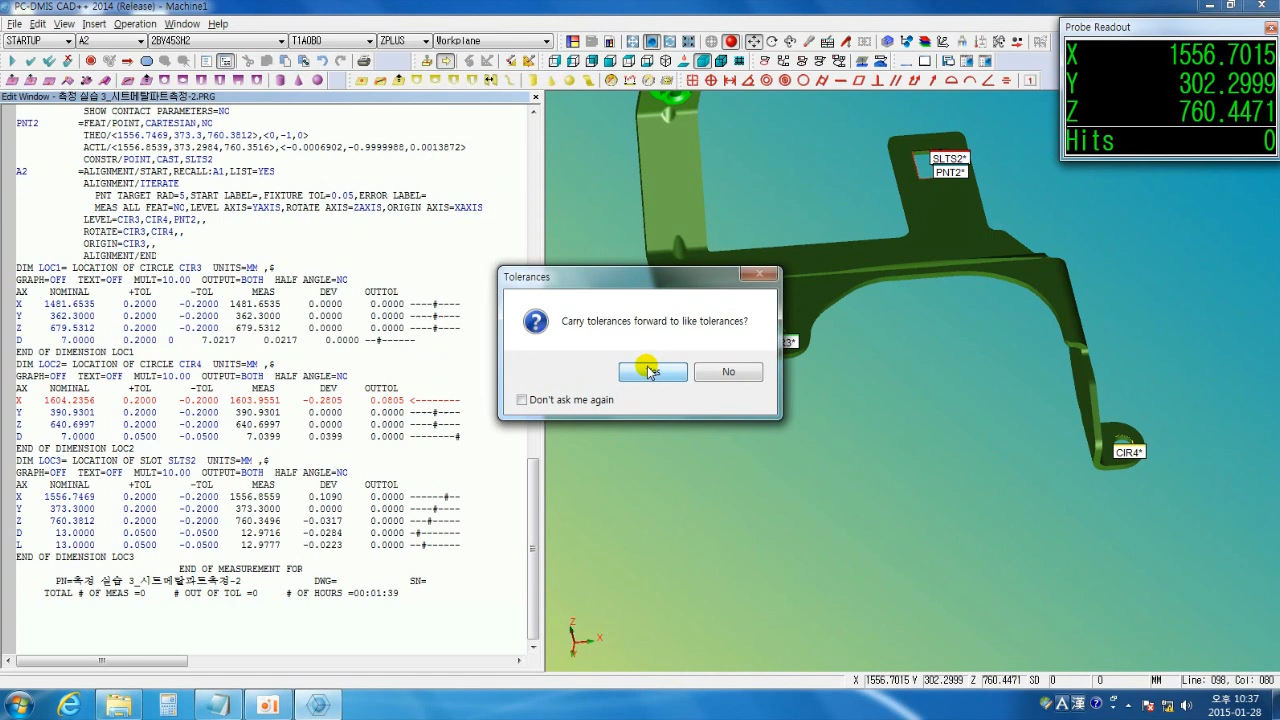 PC-DMIS CAD++ 2014 (Release) - Machine1
File Edit View Insert Operation Window Help
STARTUP A2 2BY45SH2 T1A0B0 ZPLUS Workplane
Edit Window - 측정 실습 3_시트메탈파트측정-2.PRG
SHOW CONTACT PARAMETERS=NO
PNT2 =FEAT/POINT,CARTESIAN,NO
THEO/<1556.7469,373.3,760.3812>,<0,-1,0>
ACTL/<1556.8539,373.2984,760.3516>,<-0.0006902,-0.9999988,0.0013872>
CONSTR/POINT,CAST,SLTS2
A2 =ALIGNMENT/START,RECALL:A1,LIST=YES
ALIGNMENT/ITERATE
PNT TARGET RAD=5,START LABEL=,FIXTURE TOL=0.05,ERROR LABEL=
MEAS ALL FEAT=NO,LEVEL AXIS=YAXIS,ROTATE AXIS=ZAXIS,ORIGIN AXIS=XAXIS
LEVEL=CIR3,CIR4,PNT2,,
ROTATE=CIR3,CIR4,,
ORIGIN=CIR3,,
ALIGNMENT/END
DIM LOC1= LOCATION OF CIRCLE CIR3 UNITS=MM ,$
GRAPH=OFF TEXT=OFF MULT=10.00 OUTPUT=BOTH HALF ANGLE=NO
AX NOMINAL +TOL -TOL MEAS DEV OUTTOL
X 1481.6535 0.2000 -0.2000 1481.6535 0.0000 0.0000 ----#----
Y 362.3000 0.2000 -0.2000 362.3000 0.0000 0.0000 ----#----
Z 679.5312 0.2000 -0.2000 679.5312 0.0000 0.0000 ----#----
D 7.0000 0.2000 0 7.0217 0.0217 0.0000 --#------
END OF DIMENSION LOC1
DIM LOC2= LOCATION OF CIRCLE CIR4 UNITS=MM ,$
GRAPH=OFF TEXT=OFF MULT=10.00 OUTPUT=BOTH HALF ANGLE=NO
AX NOMINAL +TOL -TOL MEAS DEV OUTTOL
X 1604.2356 0.2000 -0.2000 1603.9551 -0.2805 0.0805 <--------
Y 390.9301 0.2000 -0.2000 390.9301 0.0000 0.0000 ----#----
Z 640.6997 0.2000 -0.2000 640.6997 0.0000 0.0000 ----#----
D 7.0000 0.0500 -0.0500 7.0399 0.0399 0.0000 --------#
END OF DIMENSION LOC2
DIM LOC3= LOCATION OF SLOT SLTS2 UNITS=MM ,$
GRAPH=OFF TEXT=OFF MULT=10.00 OUTPUT=BOTH HALF ANGLE=NO
AX NOMINAL +TOL -TOL MEAS DEV OUTTOL
X 1556.7469 0.2000 -0.2000 1556.8559 0.1090 0.0000 ------#--
Y 373.3000 0.2000 -0.2000 373.3000 0.0000 0.0000 ----#----
Z 760.3812 0.2000 -0.2000 760.3496 -0.0317 0.0000 ---#-----
D 13.0000 0.0500 -0.0500 12.9716 -0.0284 0.0000 -#-------
L 13.0000 0.0500 -0.0500 12.9777 -0.0223 0.0000 --#------
END OF DIMENSION LOC3
END OF MEASUREMENT FOR
PN=측정 실습 3_시트메탈파트측정-2 DWG= SN=
TOTAL # OF MEAS =0 # OUT OF TOL =0 # OF HOURS =00:01:39
Probe Readout
X 1556.7015
Y 302.2999
Z 760.4471
Hits 0
SLTS2*
PNT2*
CIR4*
Tolerances
Carry tolerances forward to like tolerances?
No
Don't ask me again
Z
X
Y
X 1556.7015 Y 302.2999 Z 760.4471 SD 0 0 MM Line: 098, Col: 080
A 漢
오후 10:37
2015-01-28